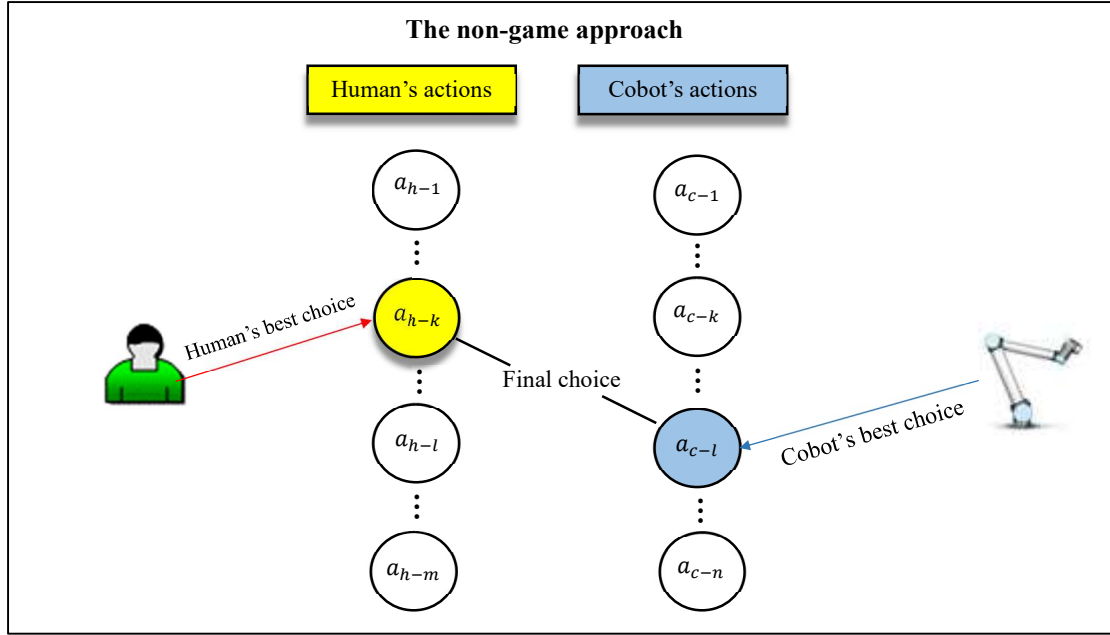 The non-game approach
Human's actions
Cobot's actions
a_{h-1}
a_{c-1}
a_{h-k}
a_{c-k}
Human's best choice
Final choice
a_{h-l}
a_{c-l}
Cobot's best choice
a_{h-m}
a_{c-n}